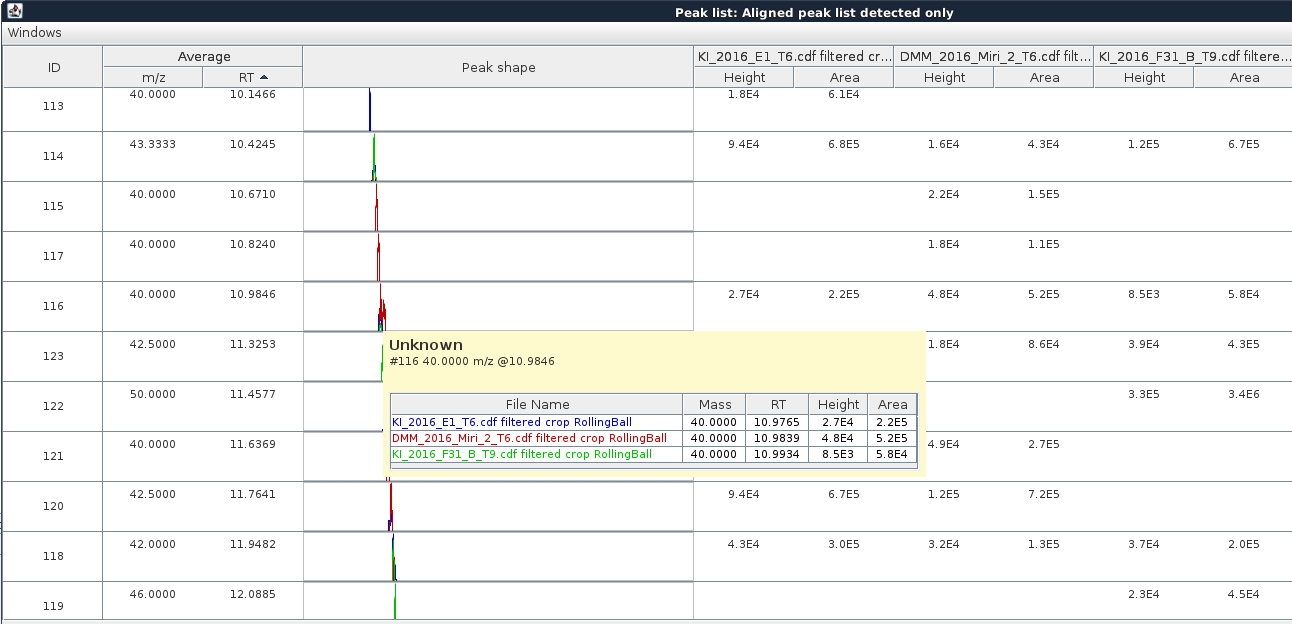 Peak list: Aligned peak list detected only
Windows
ID Average Peak shape KI_2016_E1_T6.cdf filtered cr... DMM_2016_Miri_2_T6.cdf filt... KI_2016_F31_B_T9.cdf filtere...
m/z RT Height Area Height Area Height Area
113 40.0000 10.1466 1.8E4 6.1E4
114 43.3333 10.4245 9.4E4 6.8E5 1.6E4 4.3E4 1.2E5 6.7E5
115 40.0000 10.6710 2.2E4 1.5E5
117 40.0000 10.8240 1.8E4 1.1E5
116 40.0000 10.9846 2.7E4 2.2E5 4.8E4 5.2E5 8.5E3 5.8E4
123 42.5000 11.3253 1.8E4 8.6E4 3.9E4 4.3E5
122 50.0000 11.4577 3.3E5 3.4E6
121 40.0000 11.6369 4.9E4 2.7E5
120 42.5000 11.7641 9.4E4 6.7E5 1.2E5 7.2E5
118 42.0000 11.9482 4.3E4 3.0E5 3.2E4 1.3E5 3.7E4 2.0E5
119 46.0000 12.0885 2.3E4 4.5E4
Unknown
#116 40.0000 m/z @10.9846
File Name Mass RT Height Area
KI_2016_E1_T6.cdf filtered crop RollingBall 40.0000 10.9765 2.7E4 2.2E5
DMM_2016_Miri_2_T6.cdf filtered crop RollingBall 40.0000 10.9839 4.8E4 5.2E5
KI_2016_F31_B_T9.cdf filtered crop RollingBall 40.0000 10.9934 8.5E3 5.8E4